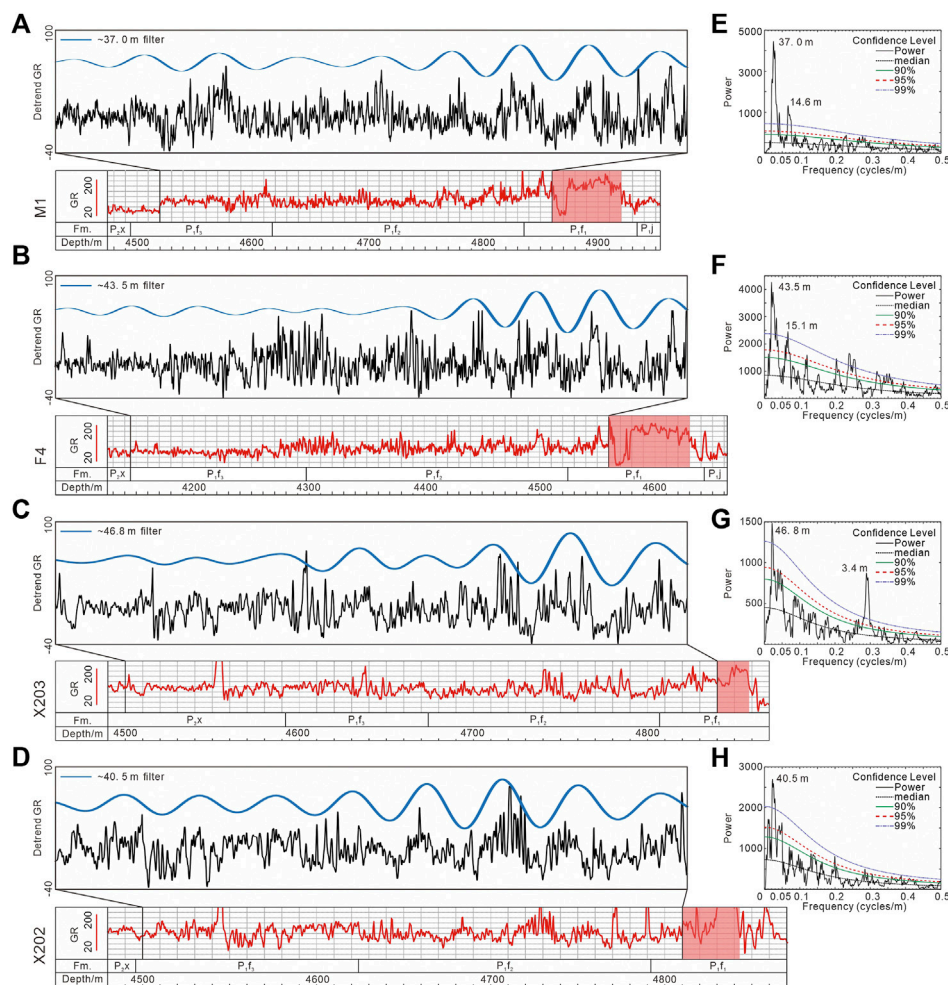 A
100
~37.0 m filter
Detrend GR
-40
M1
GR
200
20
Fm.
P₂x
P₁f₃
P₁f₂
P₁f₁
P₁j
Depth/m
4500
4600
4700
4800
4900
B
100
~43.5 m filter
Detrend GR
-40
F4
GR
200
20
Fm.
P₂x
P₁f₃
P₁f₂
P₁f₁
P₁j
Depth/m
4200
4300
4400
4500
4600
C
100
~46.8 m filter
Detrend GR
-40
X203
GR
200
20
Fm.
P₂x
P₁f₃
P₁f₂
P₁f₁
Depth/m
4500
4600
4700
4800
D
100
~40.5 m filter
Detrend GR
-40
X202
GR
200
20
Fm.
P₂x
P₁f₃
P₁f₂
P₁f₁
Depth/m
4500
4600
4700
4800
E
5000
37.0 m
Confidence Level
Power
median
90%
95%
99%
14.6 m
Power
3000
1000
0 0.05 0.1 0.2 0.3 0.4 0.5
Frequency (cycles/m)
F
4000
43.5 m
Confidence Level
Power
median
90%
95%
99%
15.1 m
Power
3000
2000
1000
0 0.05 0.1 0.2 0.3 0.4 0.5
Frequency (cycles/m)
G
1500
46.8 m
Confidence Level
Power
median
90%
95%
99%
3.4 m
Power
1000
500
0 0.05 0.1 0.2 0.3 0.4 0.5
Frequency (cycles/m)
H
3000
40.5 m
Confidence Level
Power
median
90%
95%
99%
Power
2000
1000
0 0.05 0.1 0.2 0.3 0.4 0.5
Frequency (cycles/m)